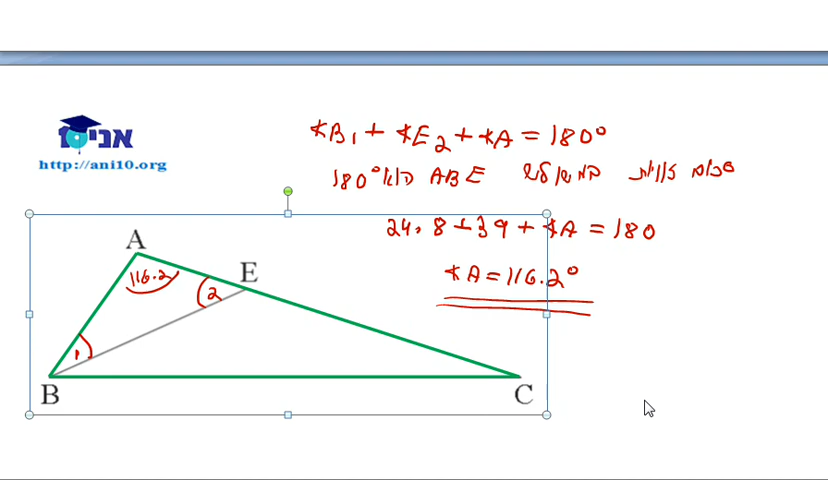 אני10
http://ani10.org
∢B₁ + ∢E₂ + ∢A = 180°
סכום זוויות במשולש ABE הוא 180°
24.8 + 39 + ∢A = 180
∢A = 116.2°
A
116.2
E
2
1
B
C